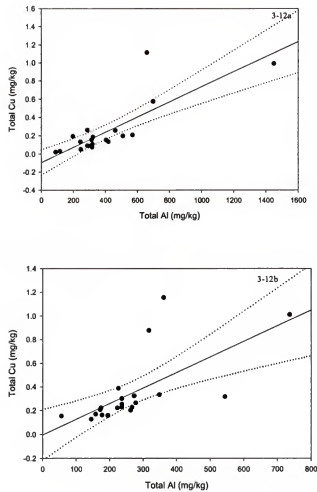 3-12a
1.6
1.4
1.2
1.0
0.8
0.6
0.4
0.2
0.0
-0.2
-0.4
Total Cu (mg/kg)
0 200 400 600 800 1000 1200 1400 1600
Total Al (mg/kg)
3-12b
1.4
1.2
1.0
0.8
0.6
0.4
0.2
0.0
-0.2
Total Cu (mg/kg)
0 100 200 300 400 500 600 700 800
Total Al (mg/kg)